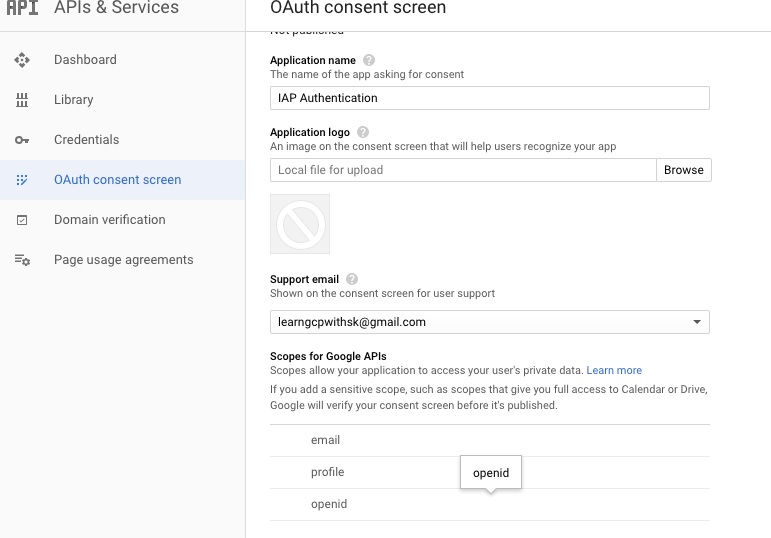 API APIs & Services
Dashboard
Library
Credentials
OAuth consent screen
Domain verification
Page usage agreements
OAuth consent screen
Not published
Application name ?
The name of the app asking for consent
IAP Authentication
Application logo ?
An image on the consent screen that will help users recognize your app
Local file for upload Browse
Support email ?
Shown on the consent screen for user support
learngcpwithsk@gmail.com
Scopes for Google APIs
Scopes allow your application to access your user's private data. Learn more
If you add a sensitive scope, such as scopes that give you full access to Calendar or Drive,
Google will verify your consent screen before it's published.
email
profile
openid
openid